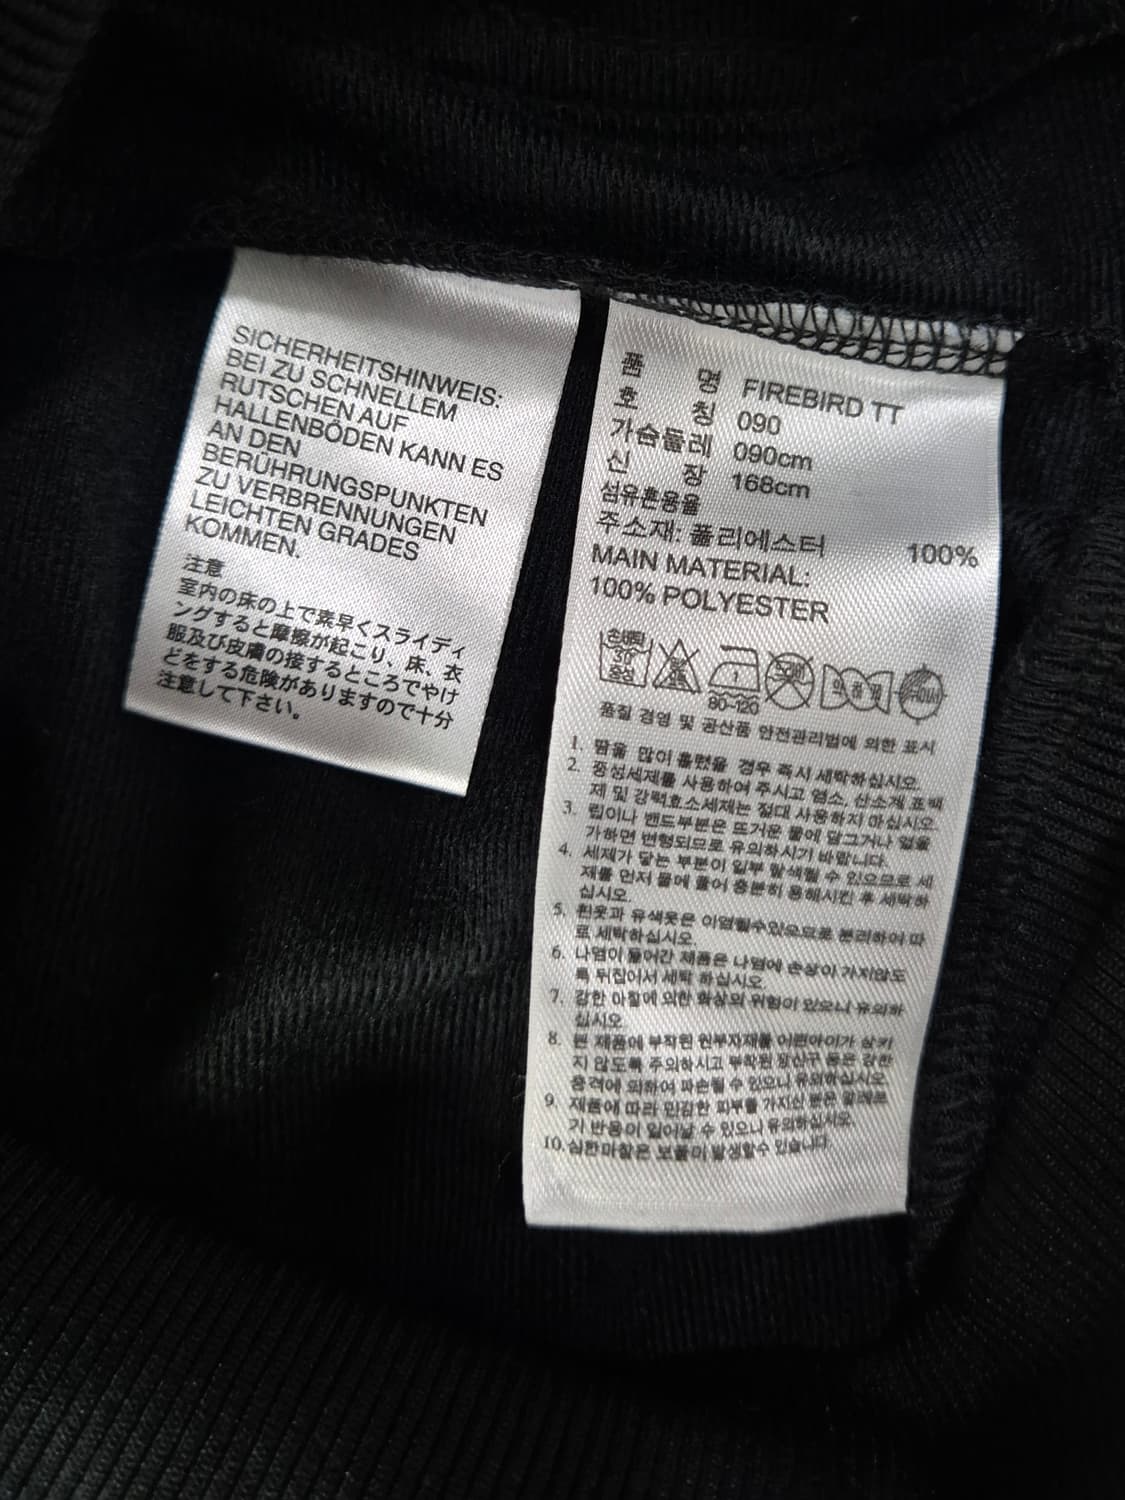 SICHERHEITSHINWEIS:
BEI ZU SCHNELLEM
RUTSCHEN AUF
HALLENBÖDEN KANN ES
AN DEN
BERÜHRUNGSPUNKTEN
ZU VERBRENNUNGEN
LEICHTEN GRADES
KOMMEN.
注意
室内の床の上で素早くスライディ
ングすると摩擦が起こり、床、衣
服及び皮膚の接するところでやけ
どをする危険がありますので十分
注意して下さい。
품 명 FIREBIRD TT
호 칭 090
가슴둘레 090cm
신 장 168cm
섬유혼용율
주소재: 폴리에스터 100%
MAIN MATERIAL:
100% POLYESTER
손세탁
30
중성
80-120
품질 경영 및 공산품 안전관리법에 의한 표시
1. 땀을 많이 흘렸을 경우 즉시 세탁하십시오.
2. 중성세제를 사용하여 주시고 염소, 산소계 표백
제 및 강력효소세제는 절대 사용하지 마십시오.
3. 립이나 밴드부분은 뜨거운 물에 담그거나 열을
가하면 변형되므로 유의하시기 바랍니다.
4. 세제가 닿는 부분이 일부 탈색될 수 있으므로 세
제를 먼저 물에 풀어 충분히 용해시킨 후 세탁하
십시오.
5. 흰옷과 유색옷은 이염될수있으므로 분리하여 따
로 세탁하십시오.
6. 나염이 들어간 제품은 나염에 손상이 가지않도
록 뒤집어서 세탁 하십시오.
7. 강한 마찰에 의한 화상의 위험이 있으니 유의하
십시오.
8. 본 제품에 부착된 원부자재를 어린아이가 삼키
지 않도록 주의하시고 부착된 장신구 등은 강한
충격에 의하여 파손될 수 있으니 유의하십시오.
9. 제품에 따라 민감한 피부를 가지신 분은 알레르
기 반응이 일어날 수 있으니 유의하십시오.
10. 심한마찰은 보풀이 발생할수 있습니다.